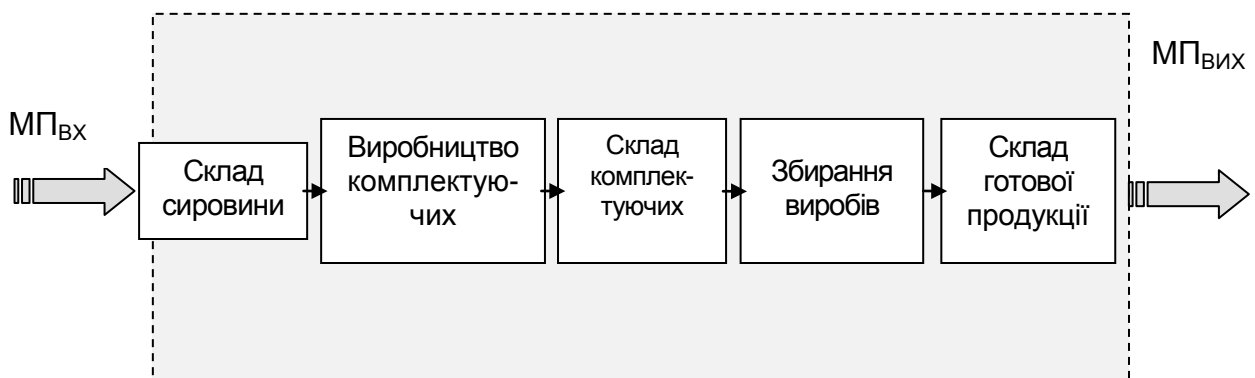 МПВИХ
МПВХ
Склад
сировини
Виробництво
комплектую-
чих
Склад
комплек-
туючих
Збирання
виробів
Склад
готової
продукції